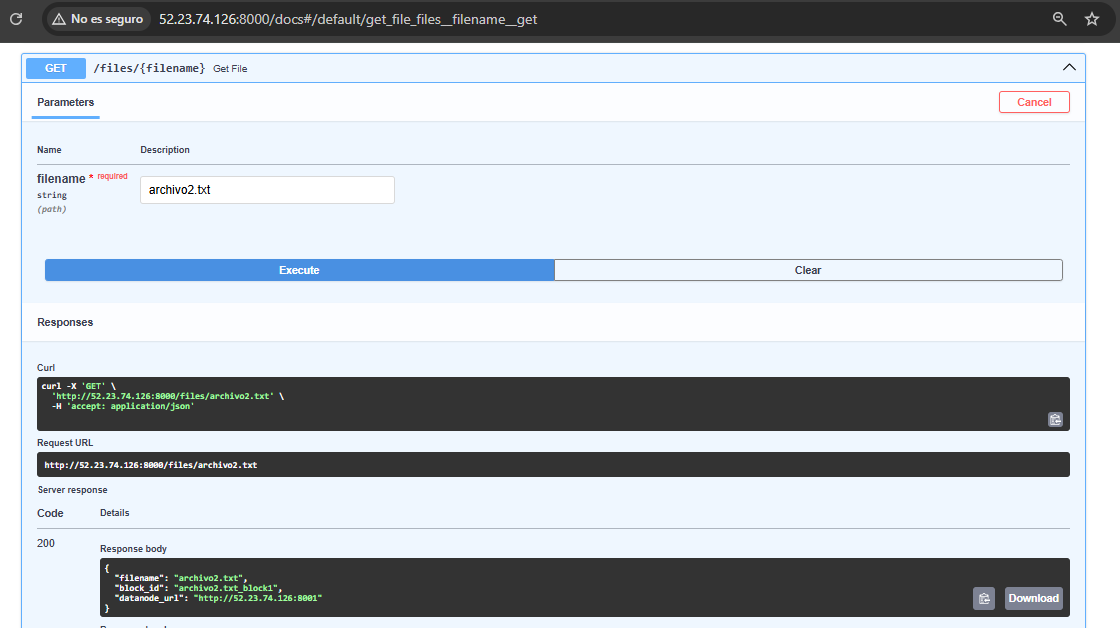 No es seguro 52.23.74.126:8000/docs#/default/get_file_files__filename__get
GET /files/{filename} Get File
Parameters Cancel
Name Description
filename * required
string
(path)
archivo2.txt
Execute Clear
Responses
Curl
curl -X 'GET' \
'http://52.23.74.126:8000/files/archivo2.txt' \
-H 'accept: application/json'
Request URL
http://52.23.74.126:8000/files/archivo2.txt
Server response
Code Details
200
Response body
{
"filename": "archivo2.txt",
"block_id": "archivo2.txt_block1",
"datanode_url": "http://52.23.74.126:8001"
}
Download